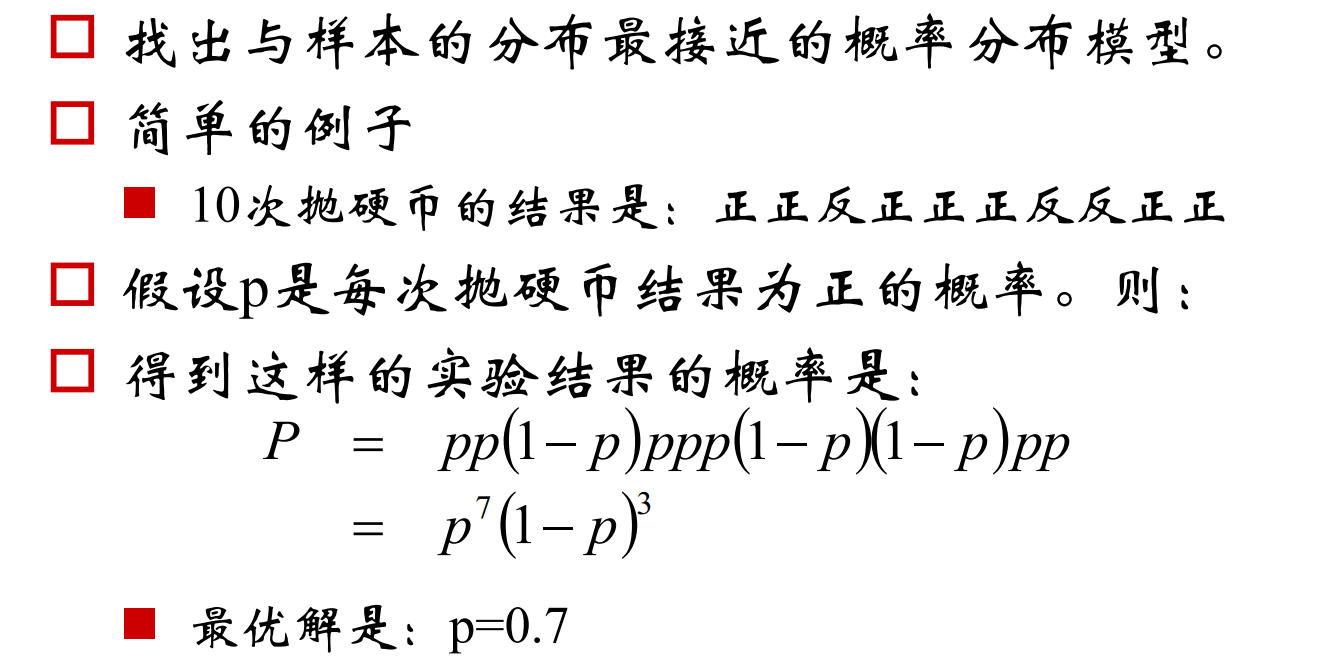 找出与样本的分布最接近的概率分布模型。
简单的例子
10次抛硬币的结果是：正正反正正正反反正正
假设p是每次抛硬币结果为正的概率。则：
得到这样的实验结果的概率是：
P = pp(1−p)ppp(1−p)(1−p)pp
= p⁷(1−p)³
最优解是：p=0.7